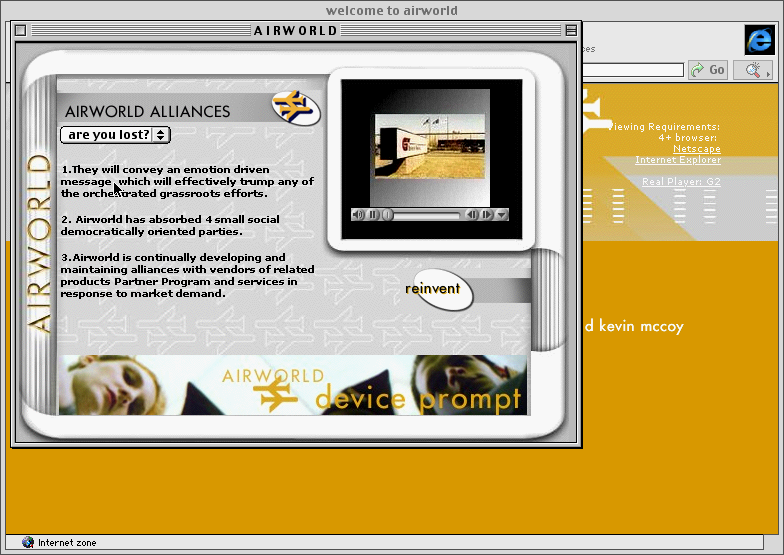 welcome to airworld
AIRWORLD
Go
AIRWORLD ALLIANCES
are you lost?
1.They will convey an emotion driven
message, which will effectively trump any of
the orchestrated grassroots efforts.
2. Airworld has absorbed 4 small social
democratically oriented parties.
3.Airworld is continually developing and
maintaining alliances with vendors of related
products Partner Program and services in
response to market demand.
AIRWORLD
reinvent
AIRWORLD
device prompt
Viewing Requirements:
4+ browser:
Netscape
Internet Explorer
Real Player: G2
d kevin mccoy
Internet zone